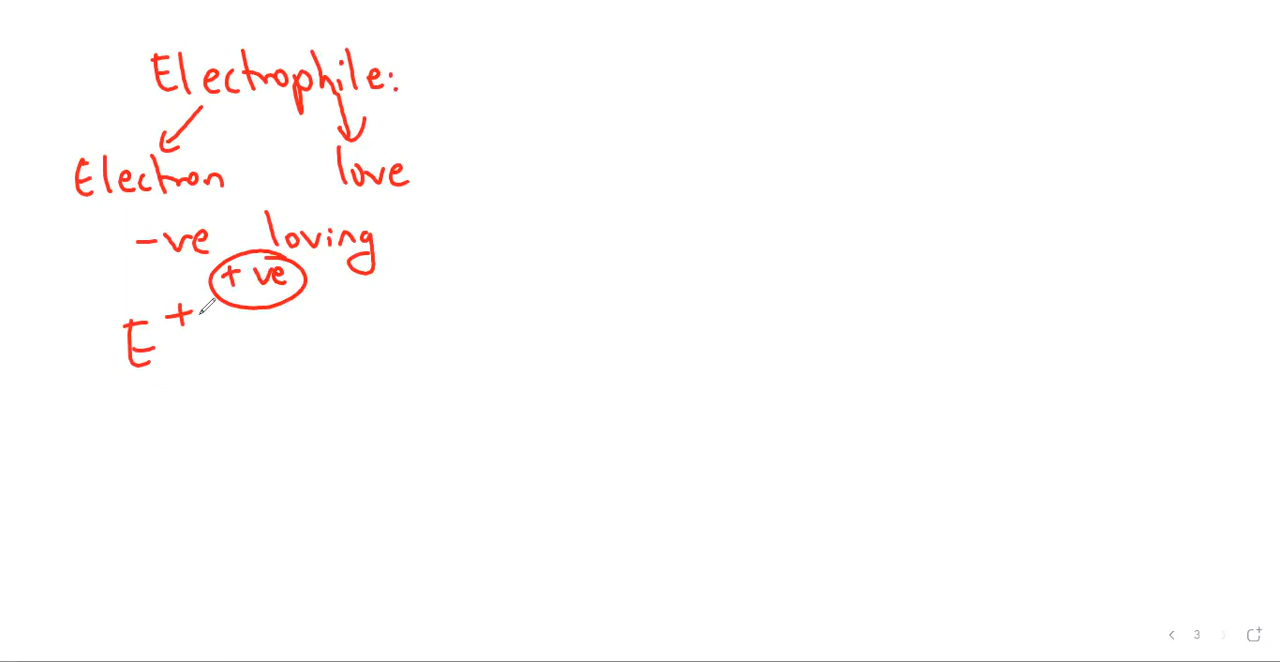 Electrophile:
Electron love
-ve loving
+ ve
E +
3